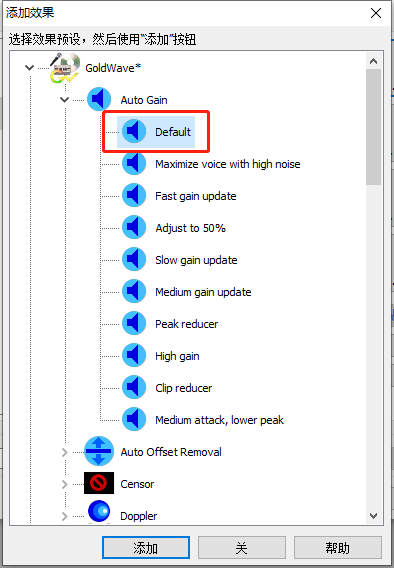 添加效果
选择效果预设，然后使用“添加”按钮
GoldWave*
Auto Gain
Default
Maximize voice with high noise
Fast gain update
Adjust to 50%
Slow gain update
Medium gain update
Peak reducer
High gain
Clip reducer
Medium attack, lower peak
Auto Offset Removal
Censor
Doppler
添加
关
帮助